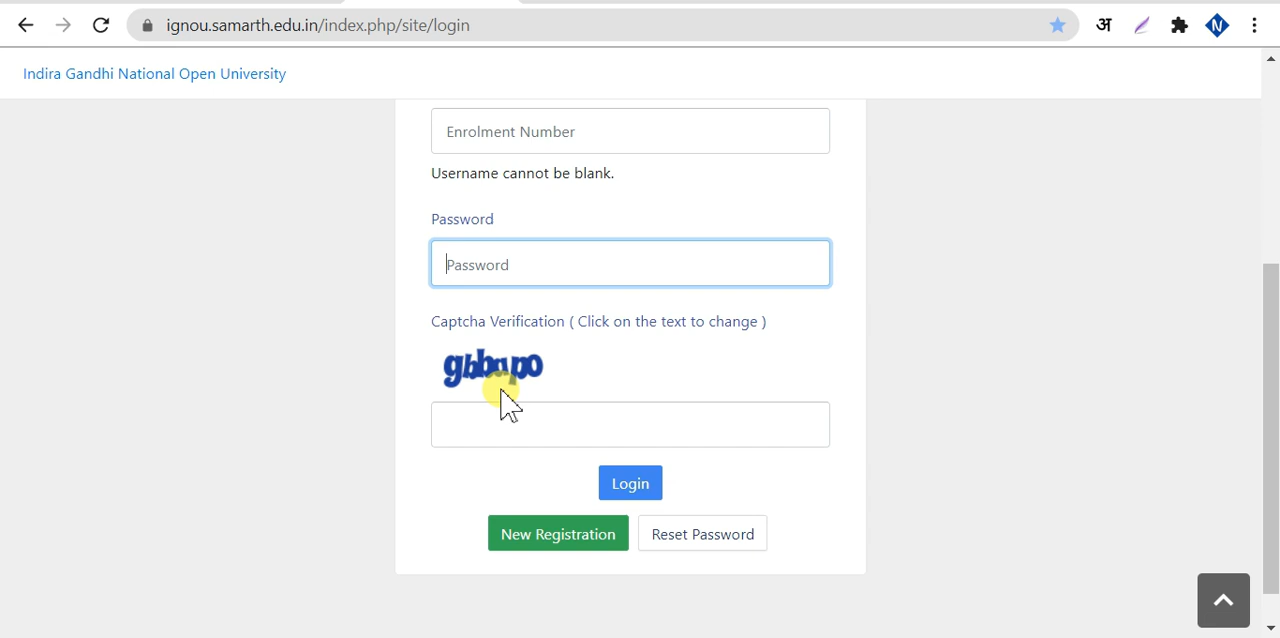 ignou.samarth.edu.in/index.php/site/login
अ
N
Indira Gandhi National Open University
Enrolment Number
Username cannot be blank.
Password
Password
Captcha Verification ( Click on the text to change )
Login
New Registration
Reset Password